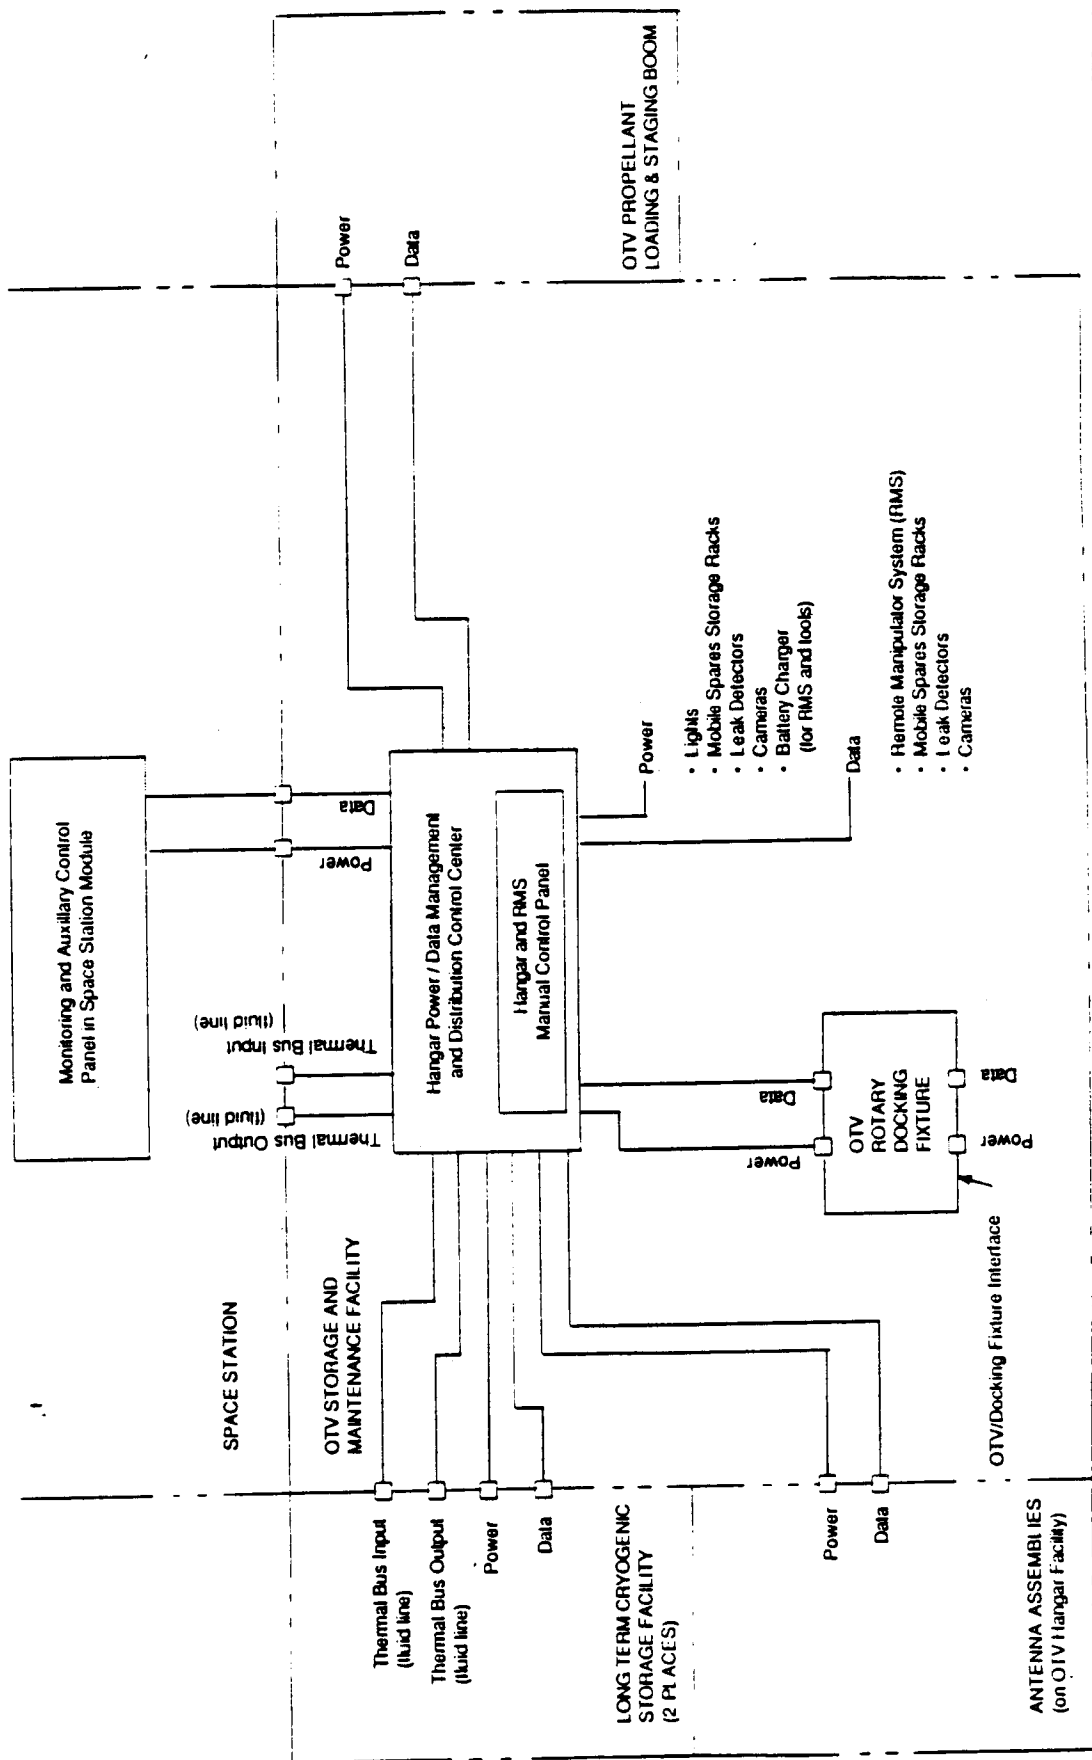 Monitoring and Auxillary Control
Panel in Space Station Module
SPACE STATION
Thermal Bus Output
(fluid line)
Thermal Bus Input
(fluid line)
Power
Data
OTV STORAGE AND
MAINTENANCE FACILITY
Hangar Power / Data Management
and Distribution Control Center
Hangar and RMS
Manual Control Panel
Thermal Bus Input
(fluid line)
Thermal Bus Output
(fluid line)
Power
Data
LONG TERM CRYOGENIC
STORAGE FACILITY
(2 PLACES)
Power
Data
ANTENNA ASSEMBLIES
(on OTV Hangar Facility)
Power
Data
OTV
ROTARY
DOCKING
FIXTURE
Power
Data
OTV/Docking Fixture Interface
Power
• Lights
• Mobile Spares Storage Racks
• Leak Detectors
• Cameras
• Battery Charger
(for RMS and tools)
Data
• Remote Manipulator System (RMS)
• Mobile Spares Storage Racks
• Leak Detectors
• Cameras
Power
Data
OTV PROPELLANT
LOADING & STAGING BOOM